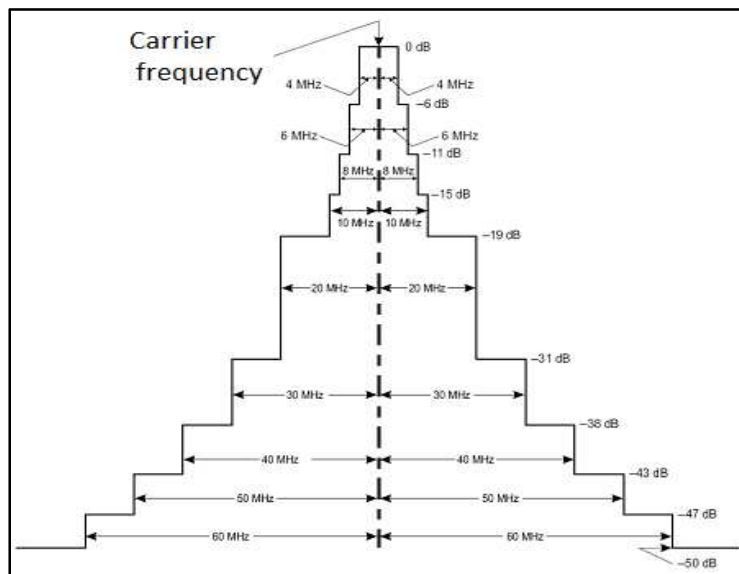 Carrier
frequency
0 dB
4 MHz 4 MHz
–6 dB
6 MHz 6 MHz
–11 dB
8 MHz 8 MHz
–15 dB
10 MHz 10 MHz
–19 dB
20 MHz 20 MHz
–31 dB
30 MHz 30 MHz
–38 dB
40 MHz 40 MHz
–43 dB
50 MHz 50 MHz
–47 dB
60 MHz 60 MHz
–50 dB